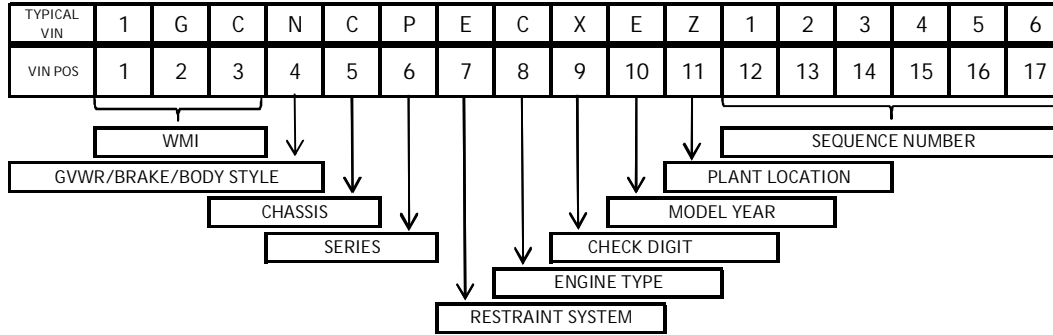 TYPICAL VIN 1 G C N C P E C X E Z 1 2 3 4 5 6
VIN POS 1 2 3 4 5 6 7 8 9 10 11 12 13 14 15 16 17
WMI SEQUENCE NUMBER
GVWR/BRAKE/BODY STYLE PLANT LOCATION
CHASSIS MODEL YEAR
SERIES CHECK DIGIT
ENGINE TYPE
RESTRAINT SYSTEM